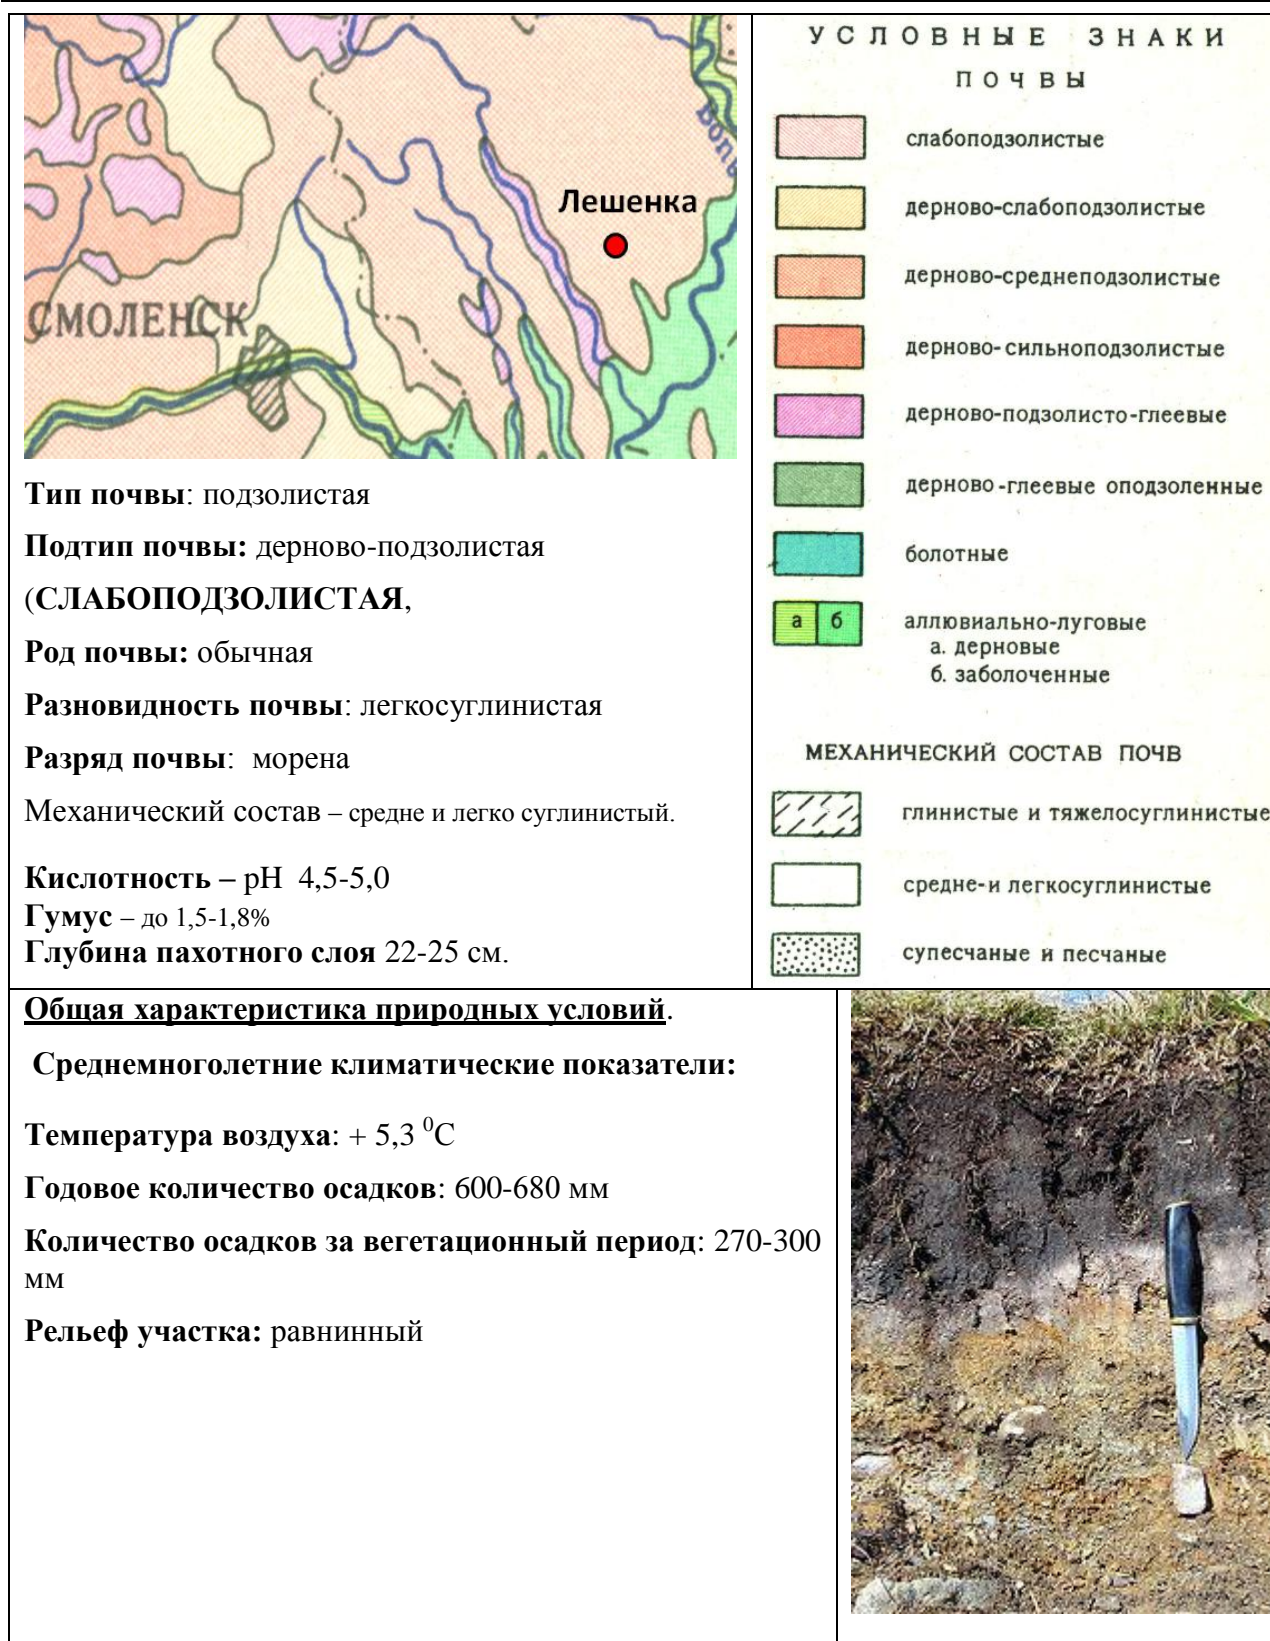 Вопь
Лешенка
СМОЛЕНСК
Тип почвы: подзолистая
Подтип почвы: дерново-подзолистая
(СЛАБОПОДЗОЛИСТАЯ,
Род почвы: обычная
Разновидность почвы: легкосуглинистая
Разряд почвы:  морена
Механический состав – средне и легко суглинистый.
Кислотность – pH  4,5-5,0
Гумус – до 1,5-1,8%
Глубина пахотного слоя 22-25 см.
УСЛОВНЫЕ ЗНАКИ
ПОЧВЫ
слабоподзолистые
дерново-слабоподзолистые
дерново-среднеподзолистые
дерново-сильноподзолистые
дерново-подзолисто-глеевые
дерново-глеевые оподзоленные
болотные
а б
аллювиально-луговые
а. дерновые
б. заболоченные
МЕХАНИЧЕСКИЙ СОСТАВ ПОЧВ
глинистые и тяжелосуглинистые
средне-и легкосуглинистые
супесчаные и песчаные
Общая характеристика природных условий.
Среднемноголетние климатические показатели:
Температура воздуха: + 5,3 ⁰С
Годовое количество осадков: 600-680 мм
Количество осадков за вегетационный период: 270-300
мм
Рельеф участка: равнинный